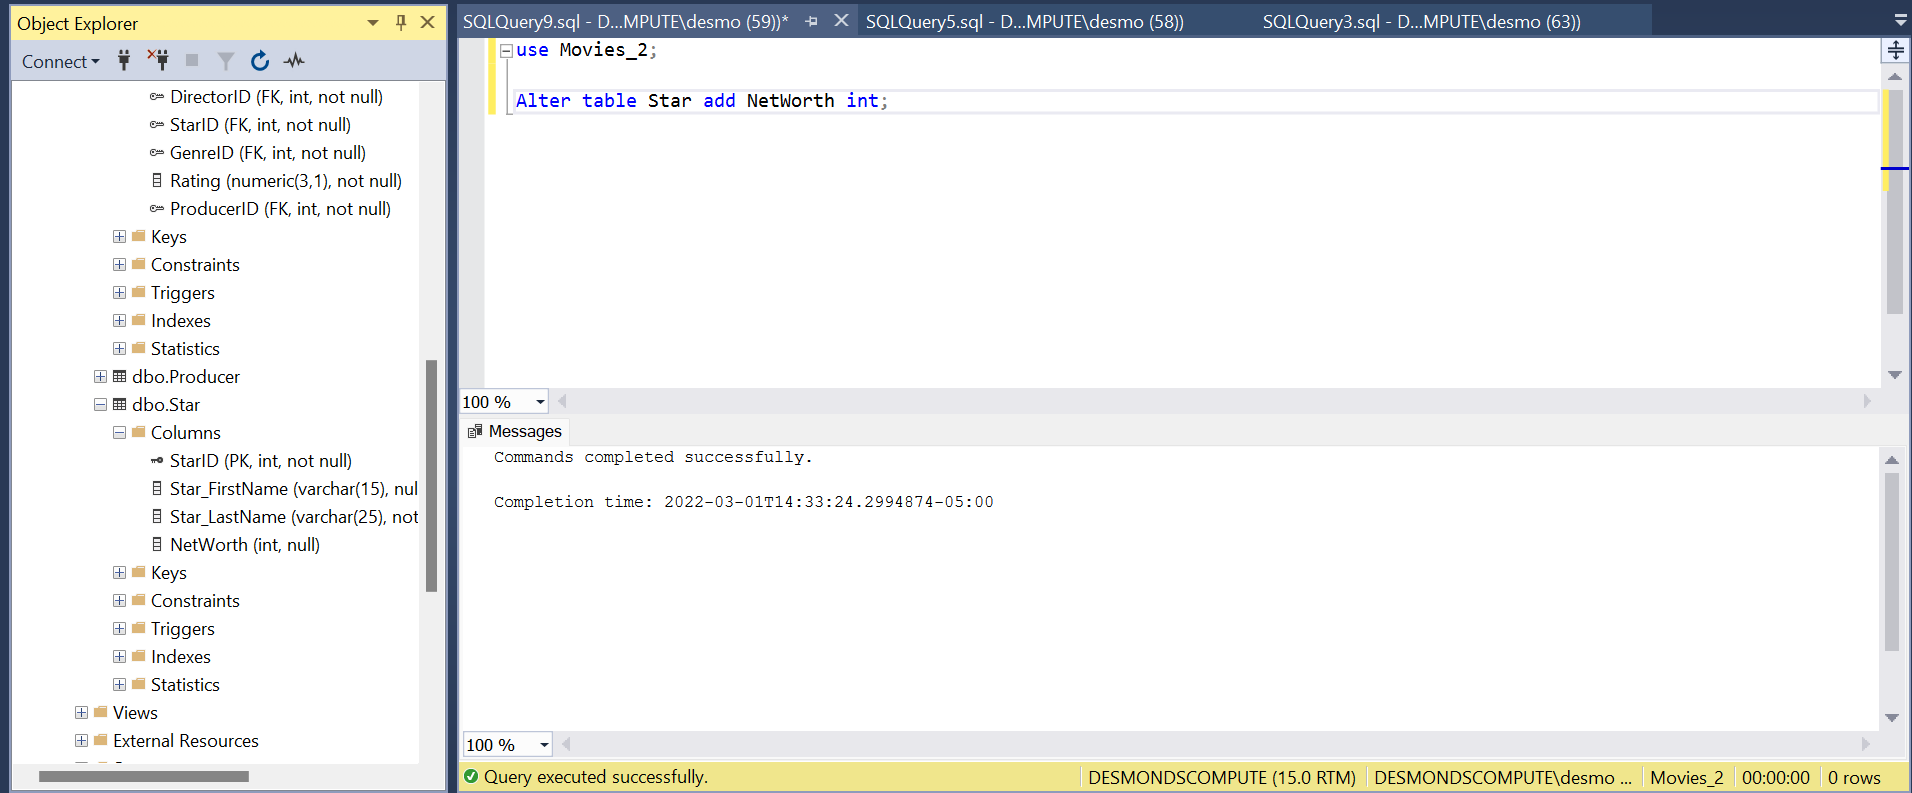 Object Explorer
Connect
DirectorID (FK, int, not null)
StarID (FK, int, not null)
GenreID (FK, int, not null)
Rating (numeric(3,1), not null)
ProducerID (FK, int, not null)
Keys
Constraints
Triggers
Indexes
Statistics
dbo.Producer
dbo.Star
Columns
StarID (PK, int, not null)
Star_FirstName (varchar(15), nul
Star_LastName (varchar(25), not
NetWorth (int, null)
Keys
Constraints
Triggers
Indexes
Statistics
Views
External Resources
SQLQuery9.sql - D...MPUTE\desmo (59))* SQLQuery5.sql - D...MPUTE\desmo (58)) SQLQuery3.sql - D...MPUTE\desmo (63))
use Movies_2;
Alter table Star add NetWorth int;
100 %
Messages
Commands completed successfully.
Completion time: 2022-03-01T14:33:24.2994874-05:00
100 %
Query executed successfully. DESMONDSCOMPUTE (15.0 RTM) DESMONDSCOMPUTE\desmo ... Movies_2 00:00:00 0 rows